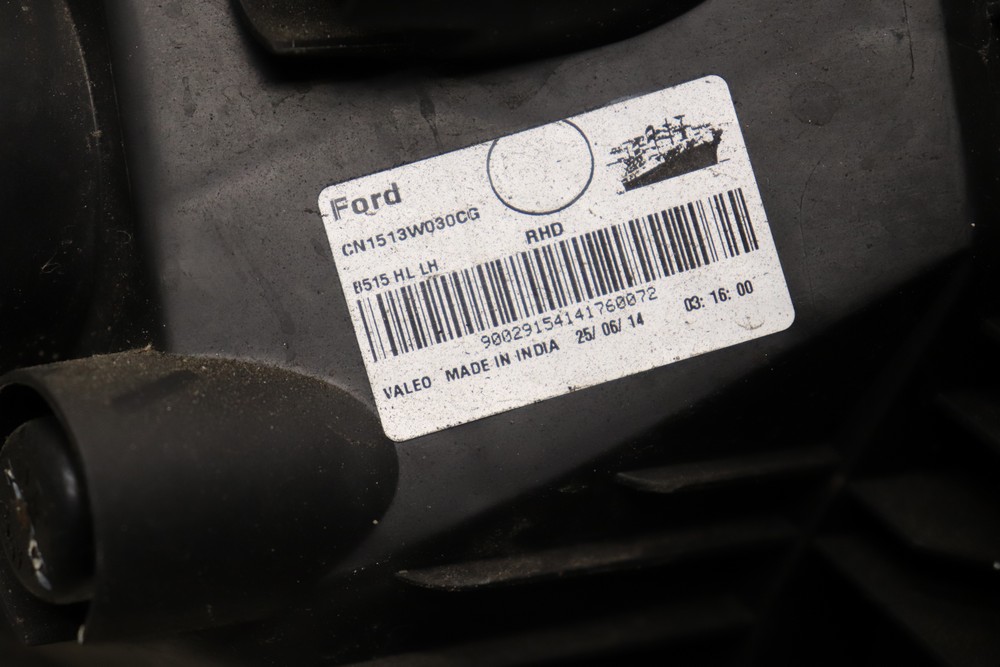 Ford
CN1513W030CG
RHD
B515 HL LH
90029154141760072
VALEO MADE IN INDIA 25/06/14 03:16:00